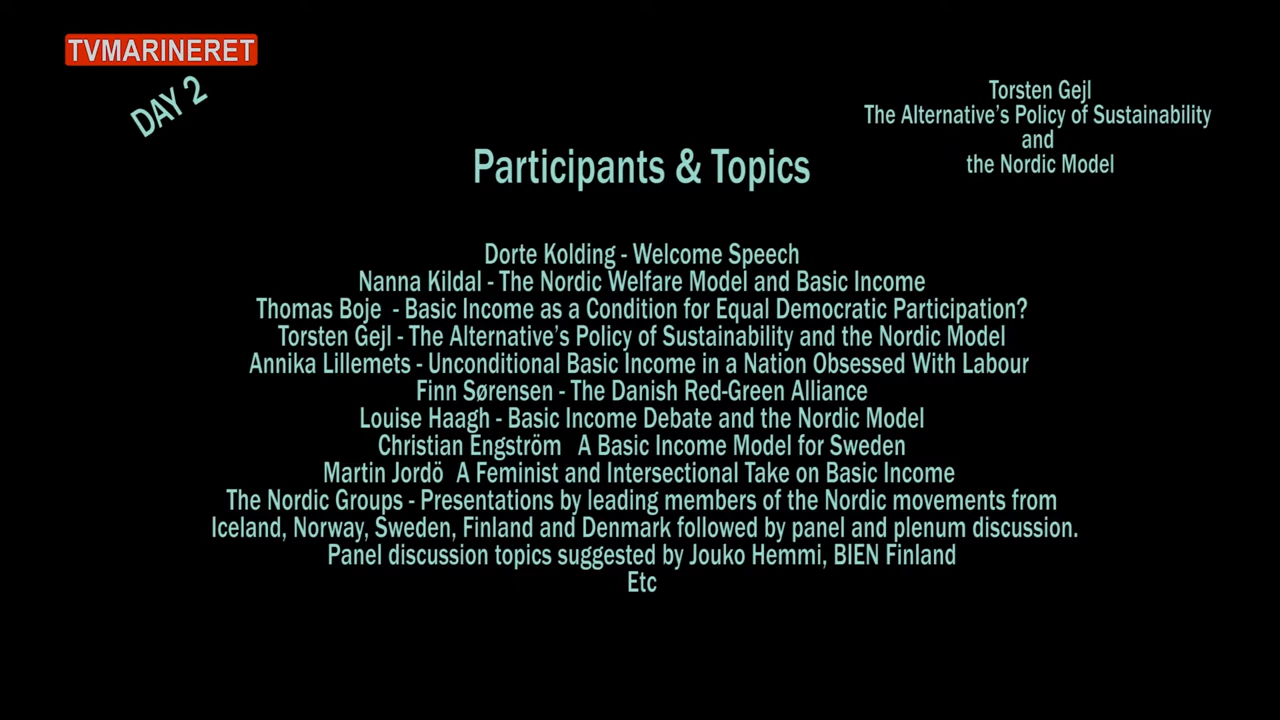 TVMARINERET
DAY 2
Torsten Gejl
The Alternative's Policy of Sustainability
and
the Nordic Model
Participants & Topics
Dorte Kolding - Welcome Speech
Nanna Kildal - The Nordic Welfare Model and Basic Income
Thomas Boje  - Basic Income as a Condition for Equal Democratic Participation?
Torsten Gejl - The Alternative's Policy of Sustainability and the Nordic Model
Annika Lillemets - Unconditional Basic Income in a Nation Obsessed With Labour
Finn Sørensen - The Danish Red-Green Alliance
Louise Haagh - Basic Income Debate and the Nordic Model
Christian Engström   A Basic Income Model for Sweden
Martin Jordö  A Feminist and Intersectional Take on Basic Income
The Nordic Groups - Presentations by leading members of the Nordic movements from
Iceland, Norway, Sweden, Finland and Denmark followed by panel and plenum discussion.
Panel discussion topics suggested by Jouko Hemmi, BIEN Finland
Etc